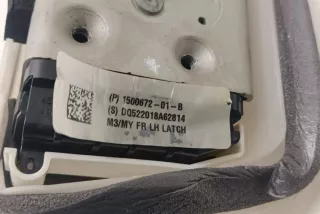 (P) 1500672-01-B
(S) DQ522018A62814
M3/MY FR LH LATCH